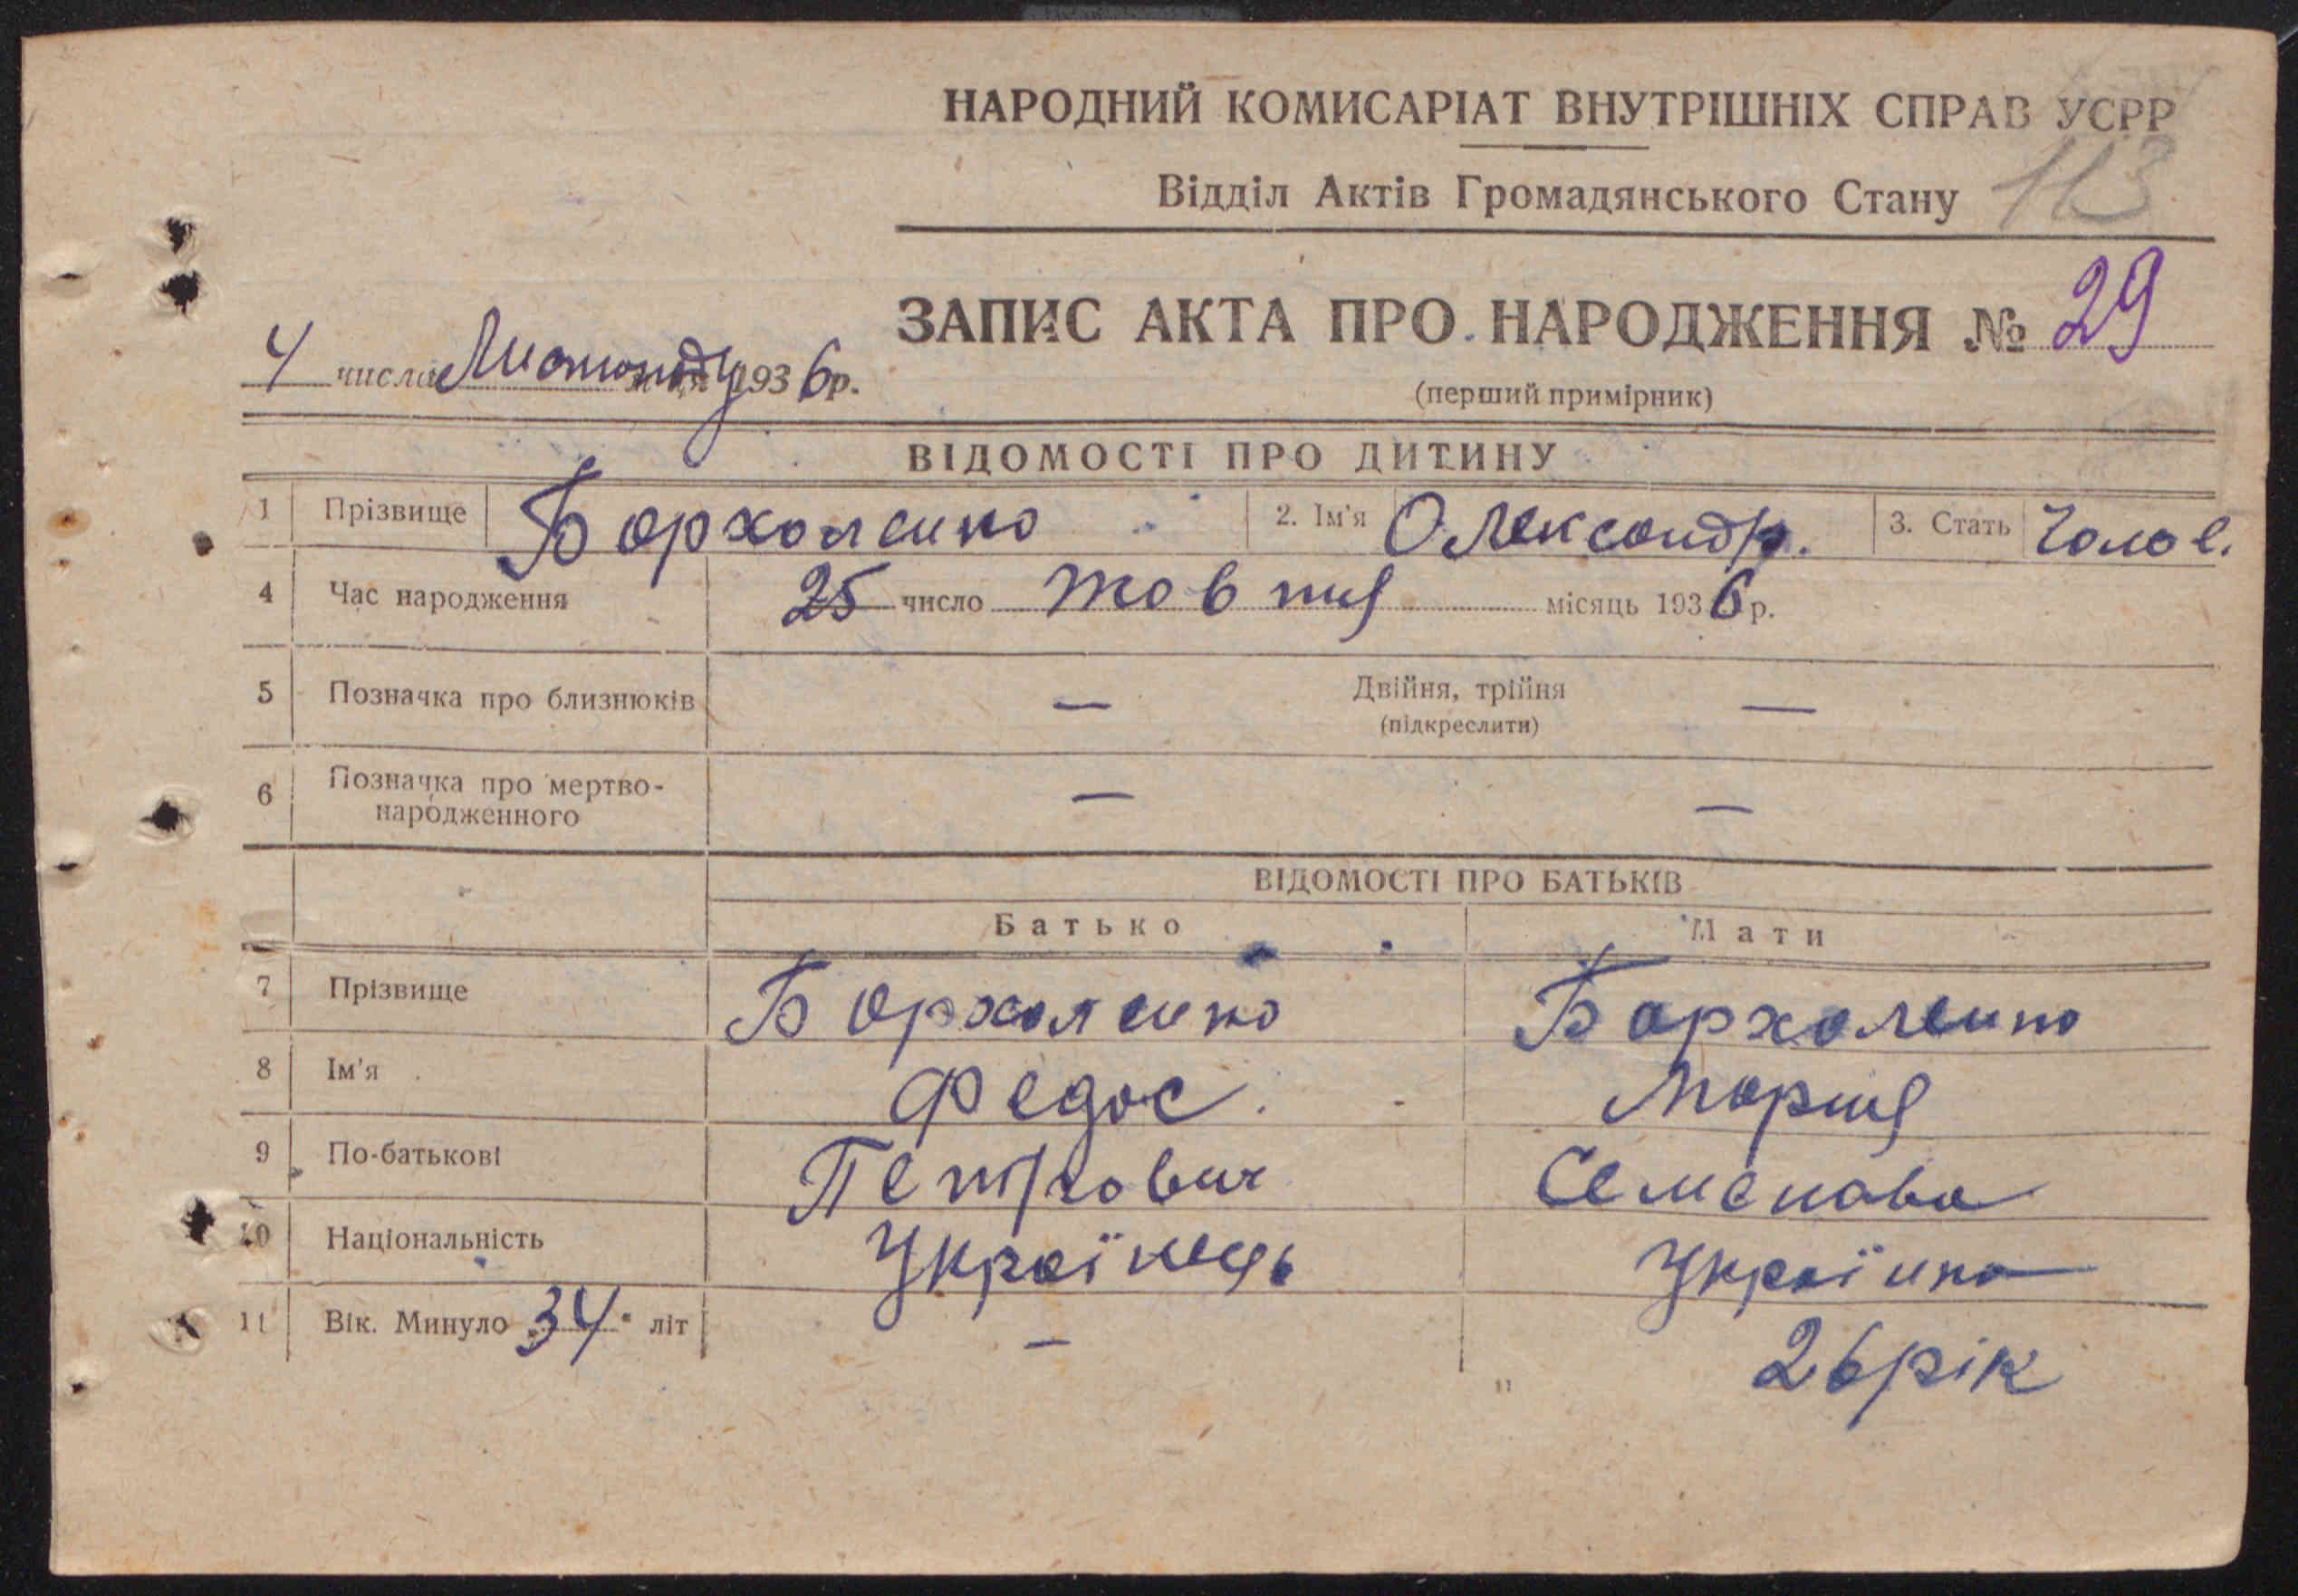 НАРОДНИЙ КОМИСАРІАТ ВНУТРІШНІХ СПРАВ УСРР
Відділ Актів Громадянського Стану 113
ЗАПИС АКТА ПРО НАРОДЖЕННЯ № 29
4 числа Листопаду 1936 р.
(перший примірник)
ВІДОМОСТІ ПРО ДИТИНУ
1 Прізвище Бархаленко 2. Ім'я Олександр. 3. Стать Чолов.
4 Час народження 25 число жовтня місяць 1936 р.
5 Позначка про близнюків — Двійня, трійня —
(підкреслити)
6 Позначка про мертво-
народженного — —
ВІДОМОСТІ ПРО БАТЬКІВ
Батько Мати
7 Прізвище Бархаленко Бархаленко
8 Ім'я Федос. Мария
9 По-батькові Петрович Семенова
10 Національність Українець Українка
11 Вік. Минуло „34" літ — 26 рік